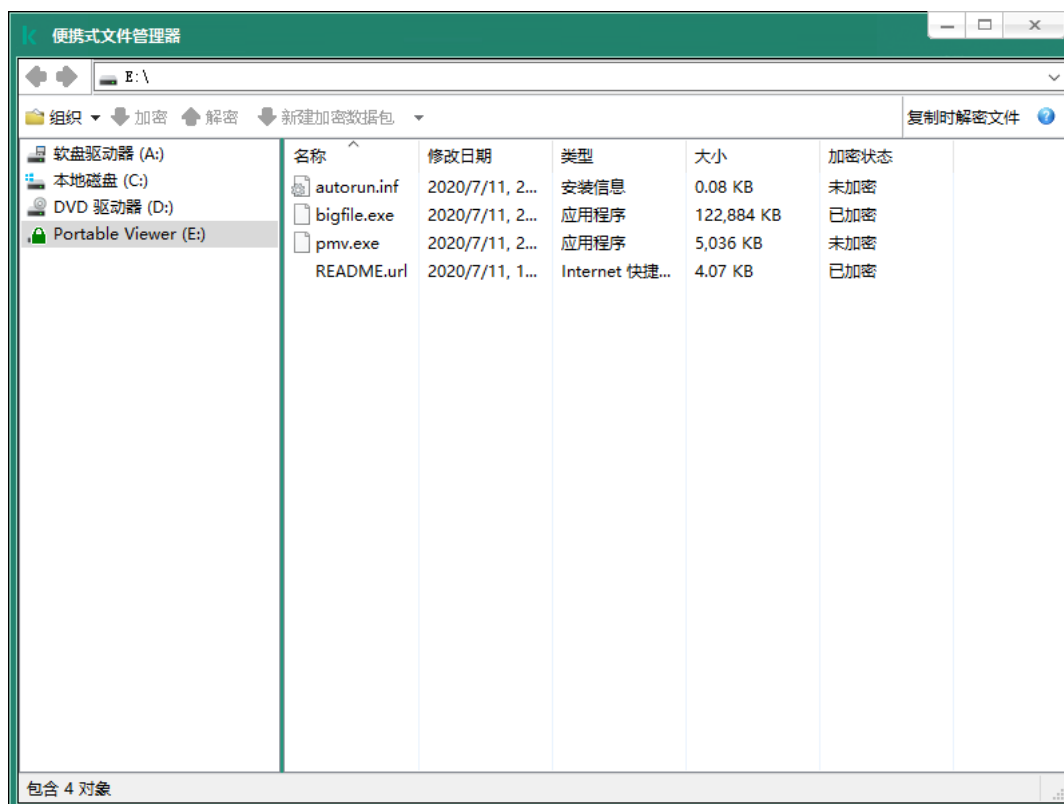 便携式文件管理器
E:\
组织 加密 解密 新建加密数据包 复制时解密文件
软盘驱动器 (A:)
本地磁盘 (C:)
DVD 驱动器 (D:)
Portable Viewer (E:)
名称 修改日期 类型 大小 加密状态
autorun.inf 2020/7/11, 2... 安装信息 0.08 KB 未加密
bigfile.exe 2020/7/11, 2... 应用程序 122,884 KB 已加密
pmv.exe 2020/7/11, 2... 应用程序 5,036 KB 未加密
README.url 2020/7/11, 1... Internet 快捷... 4.07 KB 已加密
包含 4 对象